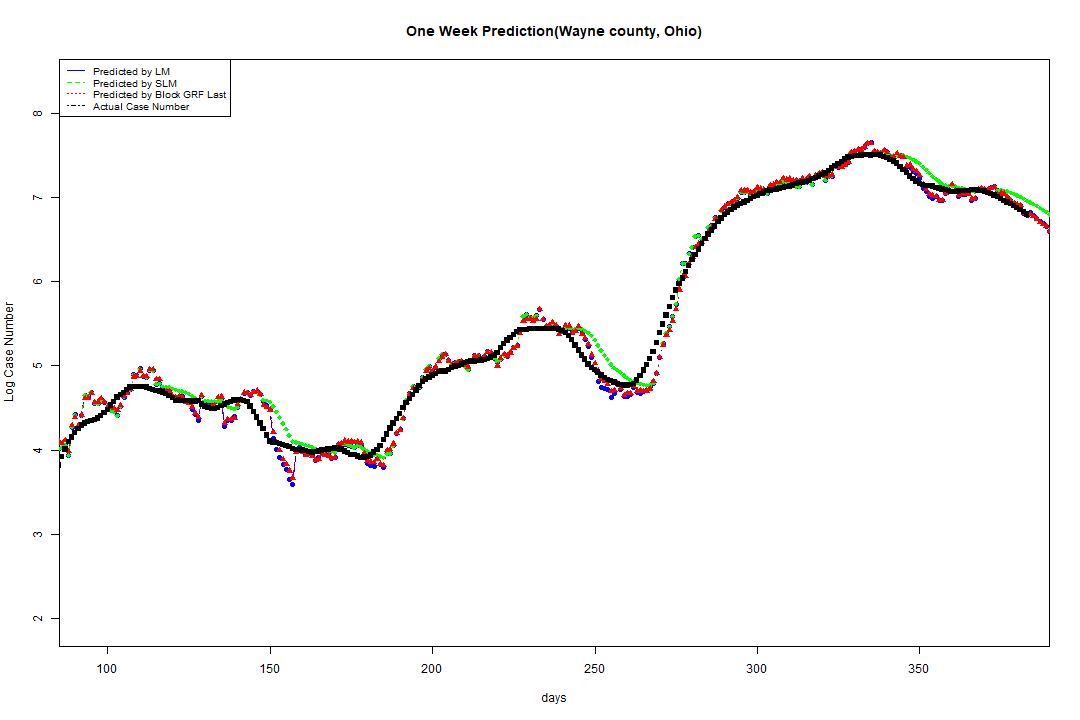 One Week Prediction(Wayne county, Ohio)
Predicted by LM
Predicted by SLM
Predicted by Block GRF Last
Actual Case Number
8
7
6
5
4
3
2
Log Case Number
100 150 200 250 300 350
days